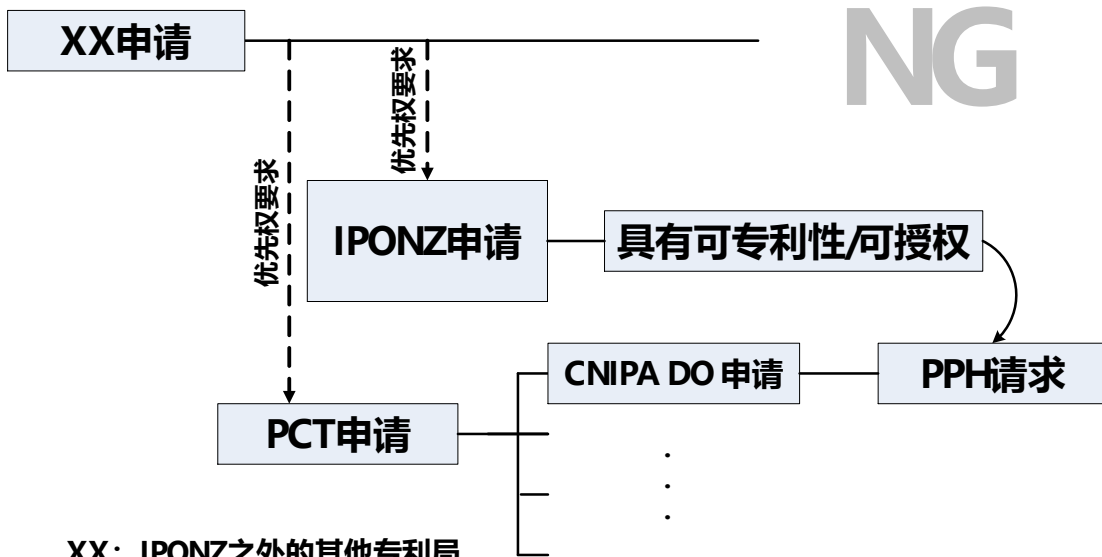 XX申请
NG
优先权要求
优先权要求
IPONZ申请
具有可专利性/可授权
CNIPA DO 申请
PPH请求
PCT申请
.
.
.
XX：IPONZ之外的其他专利局